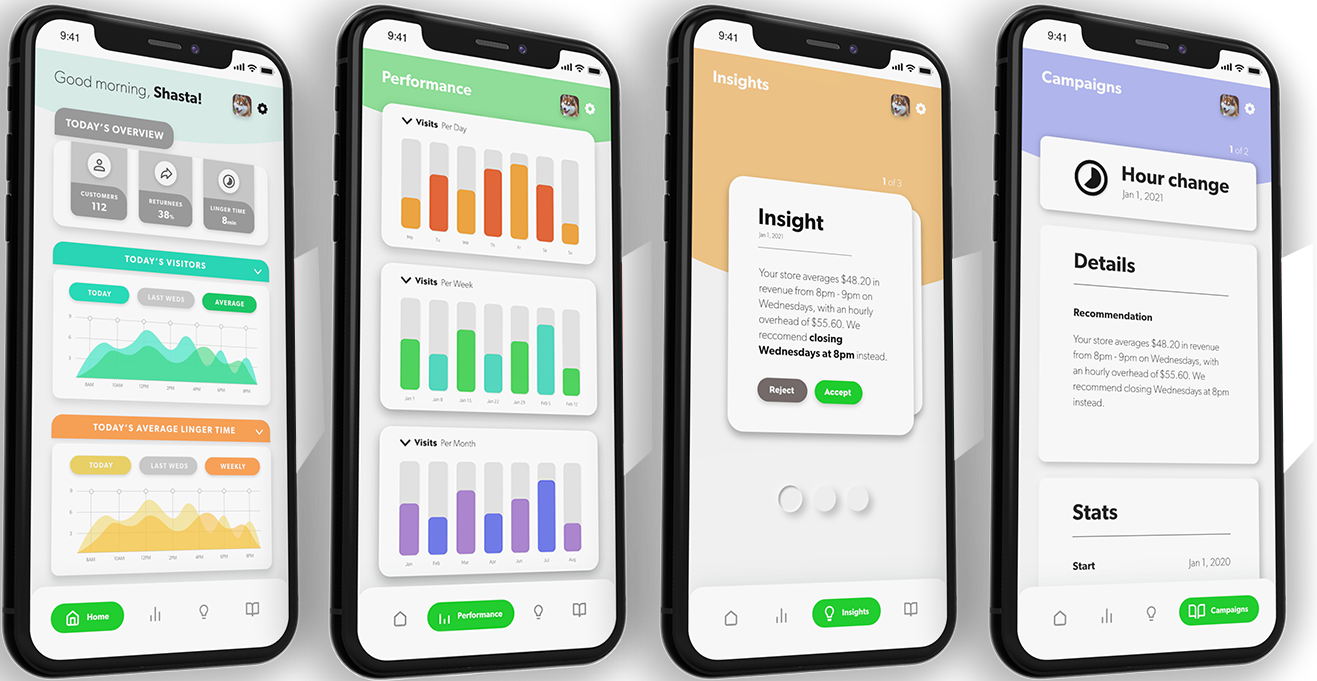 9:41
Good morning, Shasta!
TODAY'S OVERVIEW
CUSTOMERS
112
RETURNEES
38%
LINGER TIME
8min
TODAY'S VISITORS
TODAY
LAST WEDS
AVERAGE
9
6
3
8AM 10AM 12PM 2PM 4PM 6PM 8PM
TODAY'S AVERAGE LINGER TIME
TODAY
LAST WEDS
WEEKLY
9
6
3
8AM 10AM 12PM 2PM 4PM 6PM 8PM
Home
9:41
Performance
Visits Per Day
Mo Tu We Th Fr Sa Su
Visits Per Week
Jan 1 Jan 8 Jan 15 Jan 22 Jan 29 Feb 5 Feb 12
Visits Per Month
Jan Feb Mar Apr Jun Jul Aug
Performance
9:41
Insights
1 of 3
Insight
Jan 1, 2021
Your store averages $48.20 in
revenue from 8pm - 9pm on
Wednesdays, with an hourly
overhead of $55.60. We
reccomend closing
Wednesdays at 8pm instead.
Reject
Accept
Insights
9:41
Campaigns
1 of 2
Hour change
Jan 1, 2021
Details
Recommendation
Your store averages $48.20 in revenue
from 8pm - 9pm on Wednesdays, with
an hourly overhead of $55.60. We
recommend closing Wednesdays at 8pm
instead.
Stats
Start
Jan 1, 2020
Campaigns